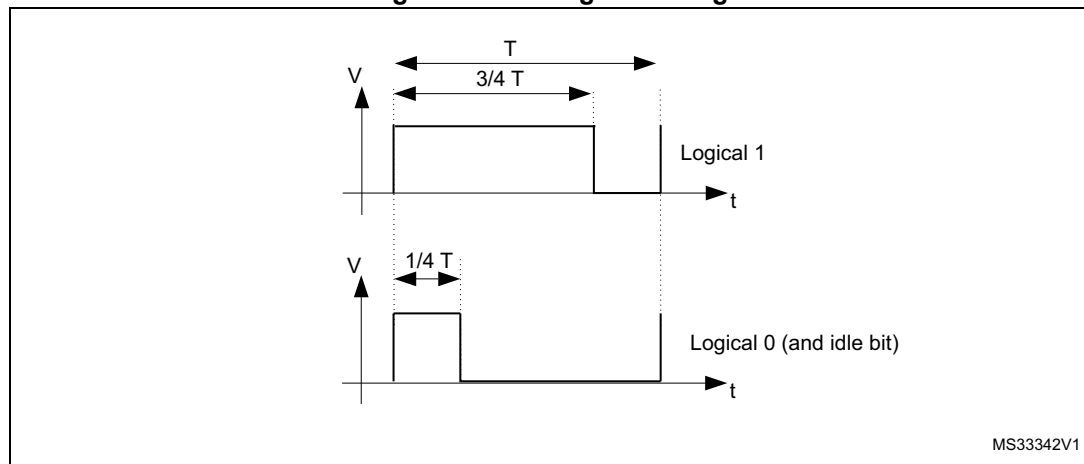 T
V
3/4 T
Logical 1
t
V
1/4 T
Logical 0 (and idle bit)
t
MS33342V1